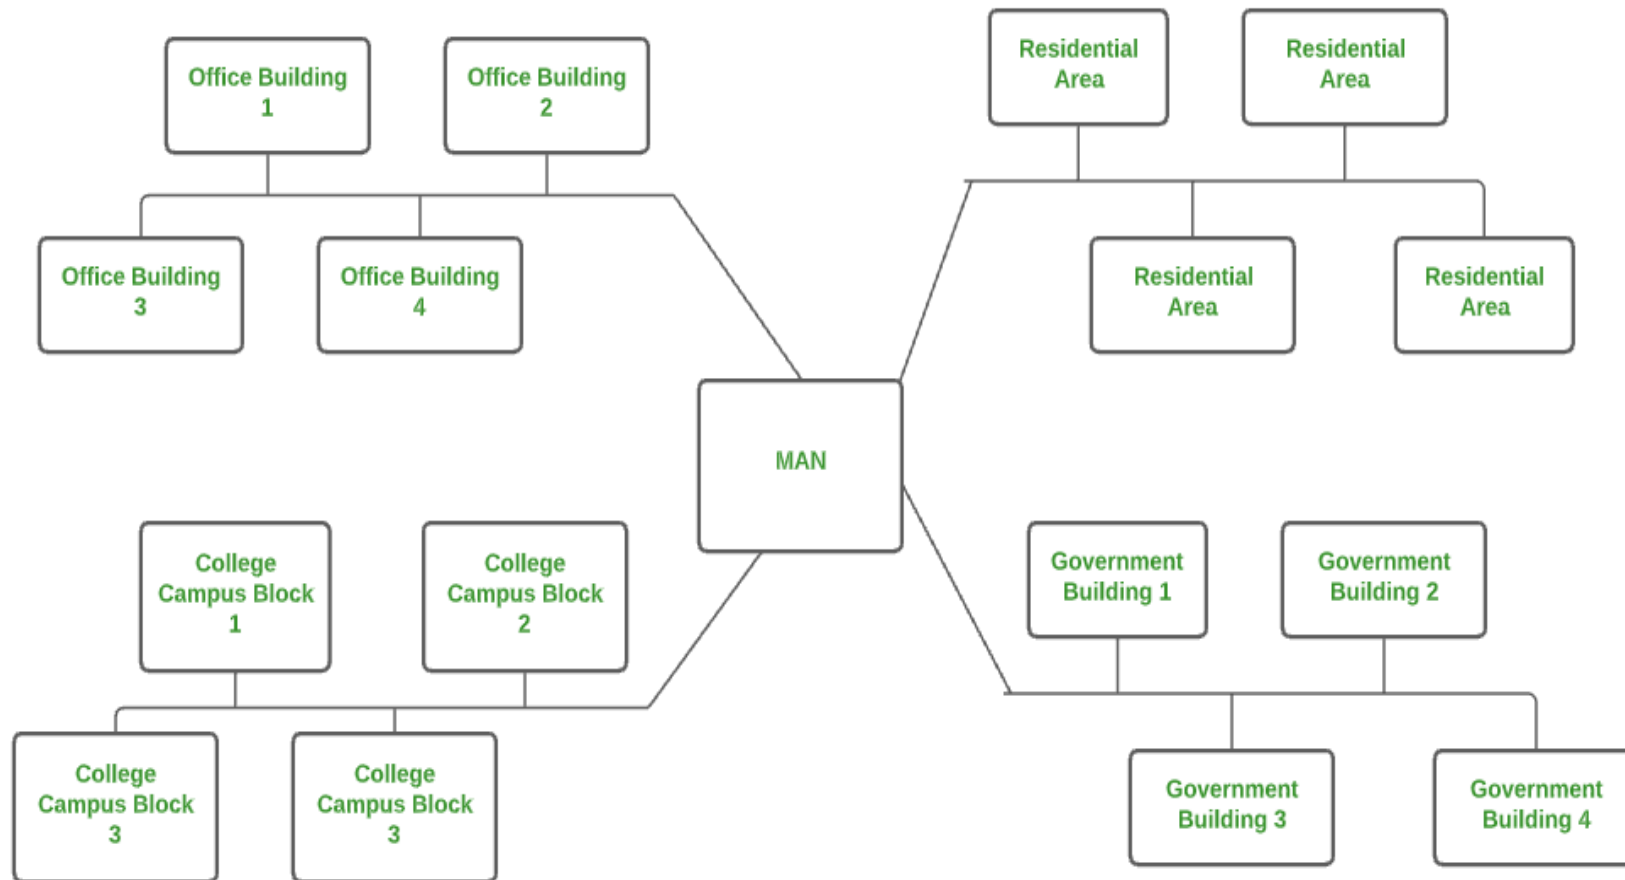 Office Building
1
Office Building
2
Residential
Area
Residential
Area
Office Building
3
Office Building
4
Residential
Area
Residential
Area
MAN
College
Campus Block
1
College
Campus Block
2
Government
Building 1
Government
Building 2
College
Campus Block
3
College
Campus Block
3
Government
Building 3
Government
Building 4